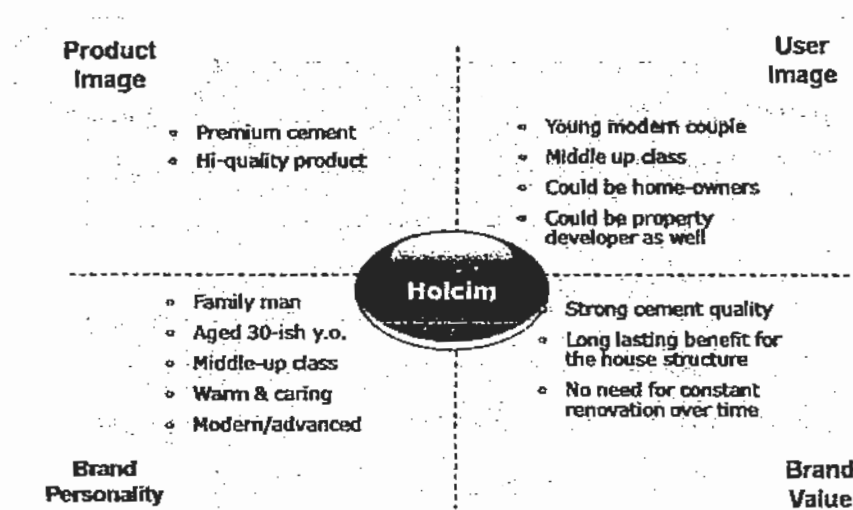 Product
Image
Premium cement
Hi-quality product
User
Image
Young modern couple
Middle up class
Could be home-owners
Could be property
developer as well
Holcim
Family man
Aged 30-ish y.o.
Middle-up class
Warm & caring
Modern/advanced
Brand
Personality
Strong cement quality
Long lasting benefit for
the house structure
No need for constant
renovation over time
Brand
Value